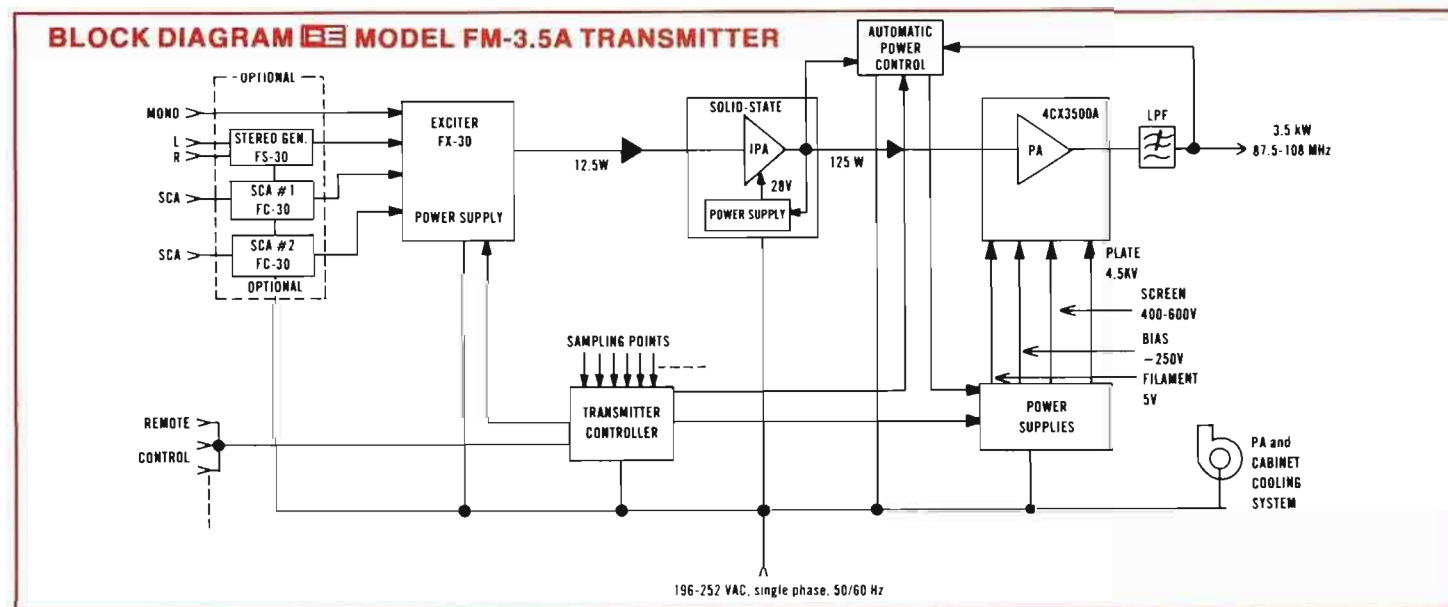 BLOCK DIAGRAM BE MODEL FM-3.5A TRANSMITTER
OPTIONAL
MONO
L
R
STEREO GEN.
FS-30
SCA
SCA #1
FC-30
SCA
SCA #2
FC-30
OPTIONAL
EXCITER
FX-30
POWER SUPPLY
12.5W
SOLID-STATE
IPA
28V
POWER SUPPLY
125 W
AUTOMATIC
POWER
CONTROL
4CX3500A
PA
LPF
3.5 kW
87.5-108 MHz
PLATE
4.5KV
SCREEN
400-600V
BIAS
-250V
FILAMENT
5V
SAMPLING POINTS
TRANSMITTER
CONTROLLER
POWER
SUPPLIES
REMOTE
CONTROL
PA and
CABINET
COOLING
SYSTEM
196-252 VAC, single phase, 50/60 Hz